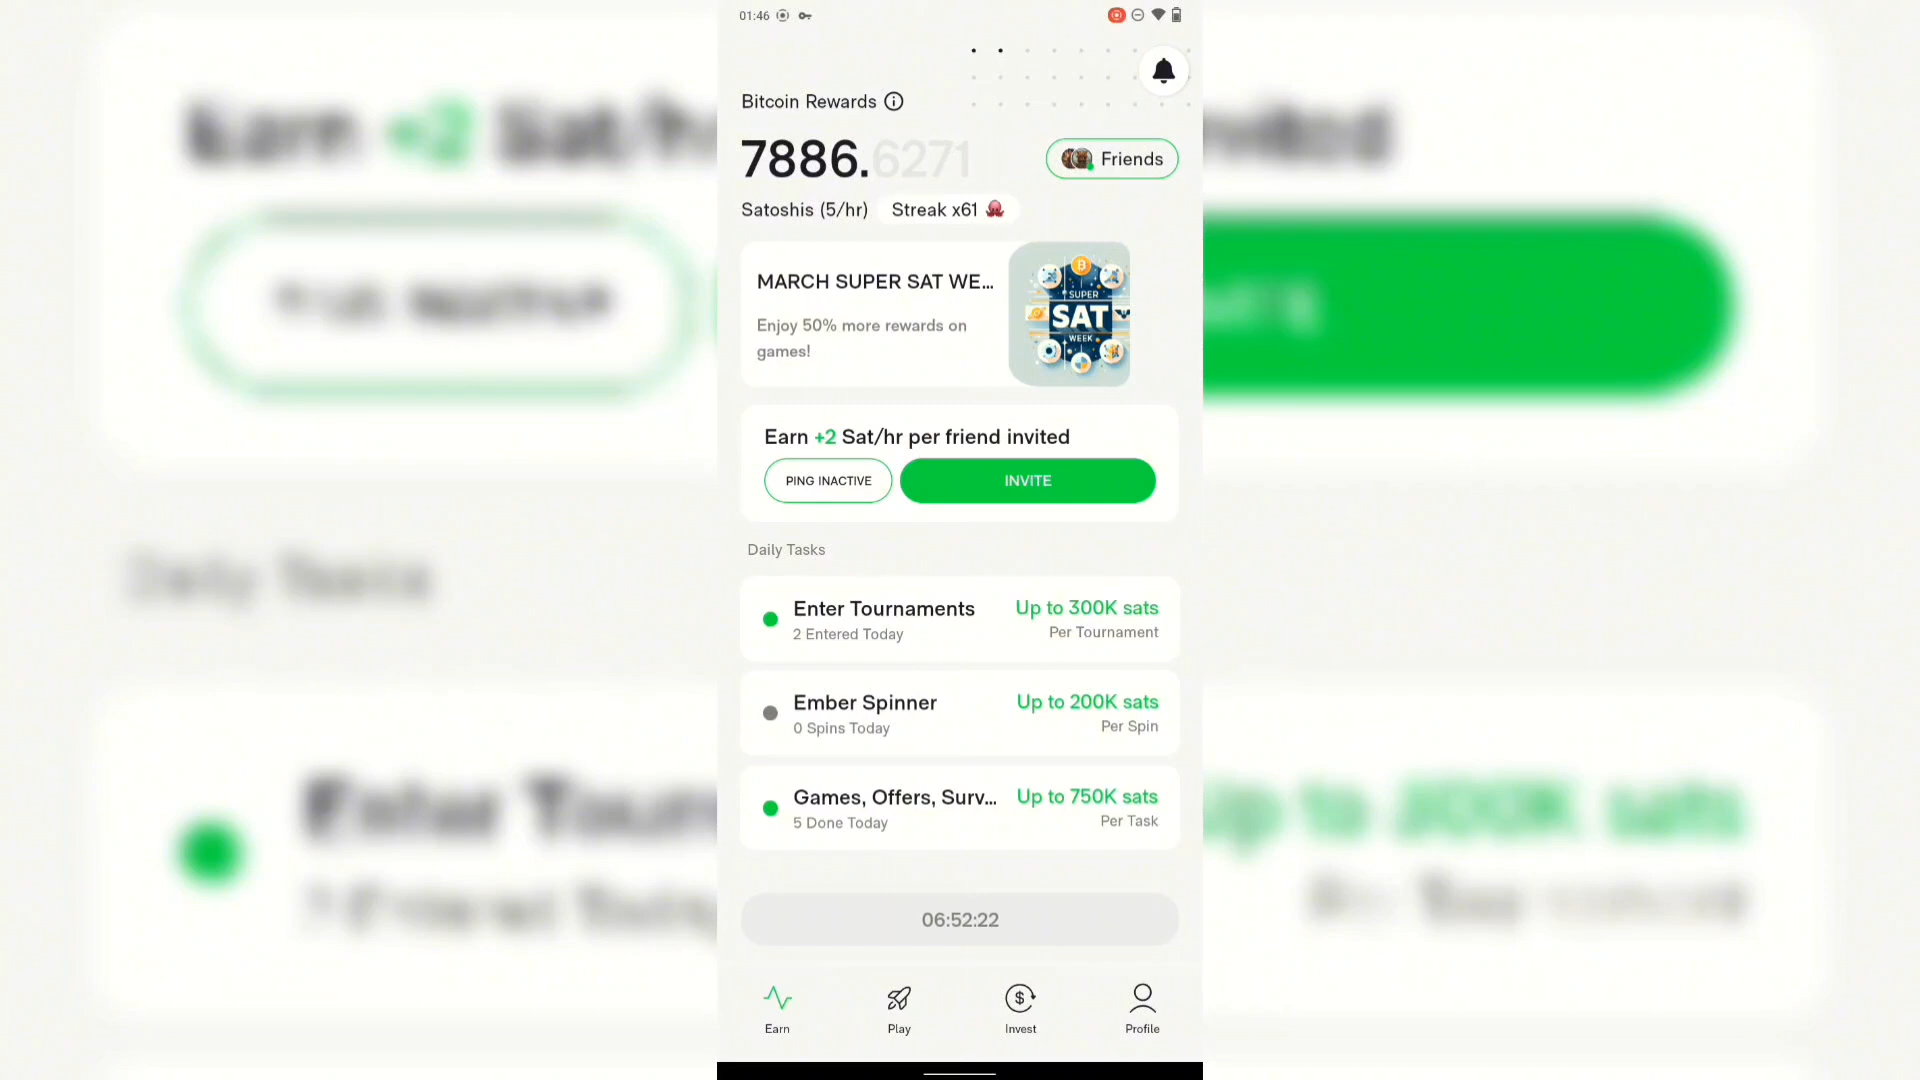 01:46
Bitcoin Rewards
7886.6271
Friends
Satoshis (5/hr)
Streak x61
MARCH SUPER SAT WE...
Enjoy 50% more rewards on
games!
SUPER
SAT
WEEK
Earn +2 Sat/hr per friend invited
PING INACTIVE
INVITE
Daily Tasks
Enter Tournaments
Up to 300K sats
2 Entered Today
Per Tournament
Ember Spinner
Up to 200K sats
0 Spins Today
Per Spin
Games, Offers, Surv...
Up to 750K sats
5 Done Today
Per Task
06:52:22
Earn
Play
Invest
Profile